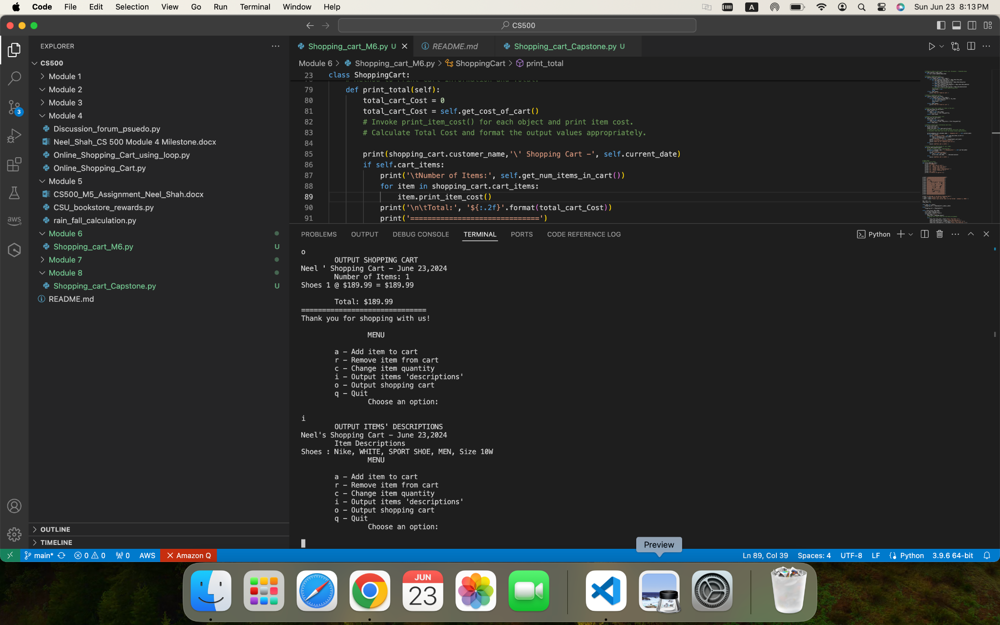 Code File Edit Selection View Go Run Terminal Window Help A Sun Jun 23 8:13 PM
CS500
EXPLORER
CS500
Module 1
Module 2
Module 3
Module 4
Discussion_forum_psuedo.py
Neel_Shah_CS 500 Module 4 Milestone.docx
Online_Shopping_Cart_using_loop.py
Online_Shopping_Cart.py
Module 5
CS500_M5_Assignment_Neel_Shah.docx
CSU_bookstore_rewards.py
rain_fall_calculation.py
Module 6
Shopping_cart_M6.py U
Module 7
Module 8
Shopping_cart_Capstone.py U
README.md
OUTLINE
TIMELINE
3
aws
Shopping_cart_M6.py U README.md Shopping_cart_Capstone.py U
Module 6 > Shopping_cart_M6.py > ShoppingCart > print_total
23 class ShoppingCart:
79 def print_total(self):
80 total_cart_Cost = 0
81 total_cart_Cost = self.get_cost_of_cart()
82 # Invoke print_item_cost() for each object and print item cost.
83 # Calculate Total Cost and format the output values appropriately.
84
85 print(shopping_cart.customer_name,'\' Shopping Cart -', self.current_date)
86 if self.cart_items:
87 print('\tNumber of Items:', self.get_num_items_in_cart())
88 for item in shopping_cart.cart_items:
89 item.print_item_cost()
90 print('\n\tTotal:', '${:.2f}'.format(total_cart_Cost))
91 print('==============================')
PROBLEMS OUTPUT DEBUG CONSOLE TERMINAL PORTS CODE REFERENCE LOG Python
o
OUTPUT SHOPPING CART
Neel ' Shopping Cart – June 23,2024
Number of Items: 1
Shoes 1 @ $189.99 = $189.99
Total: $189.99
==============================
Thank you for shopping with us!
MENU
a – Add item to cart
r – Remove item from cart
c – Change item quantity
i – Output items 'descriptions'
o – Output shopping cart
q – Quit
Choose an option:
i
OUTPUT ITEMS' DESCRIPTIONS
Neel's Shopping Cart – June 23,2024
Item Descriptions
Shoes : Nike, WHITE, SPORT SHOE, MEN, Size 10W
MENU
a – Add item to cart
r – Remove item from cart
c – Change item quantity
i – Output items 'descriptions'
o – Output shopping cart
q – Quit
Choose an option:
Preview
main* 0 0 0 AWS Amazon Q Ln 89, Col 39 Spaces: 4 UTF-8 LF Python 3.9.6 64-bit
JUN
23